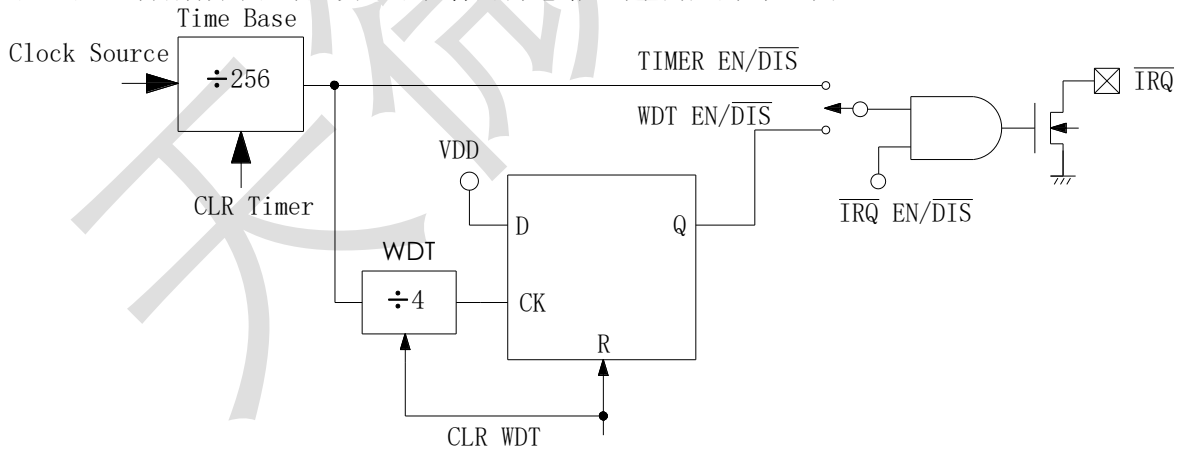 Time Base
Clock Source
÷256
CLR Timer
TIMER EN/DIS
WDT EN/DIS
IRQ
IRQ EN/DIS
VDD
D
Q
CK
R
WDT
÷4
CLR WDT